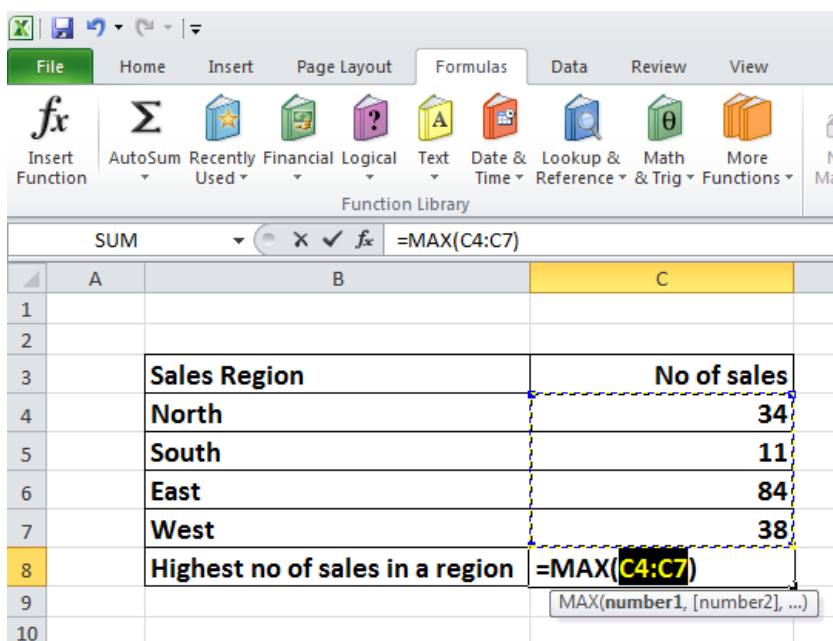 File Home Insert Page Layout Formulas Data Review View
fx Σ ? A θ
Insert Function AutoSum Recently Used Financial Logical Text Date & Time Lookup & Reference Math & Trig More Functions
Function Library
SUM fx =MAX(C4:C7)
A B C
1
2
3 Sales Region No of sales
4 North 34
5 South 11
6 East 84
7 West 38
8 Highest no of sales in a region =MAX(C4:C7)
9 MAX(number1, [number2], ...)
10